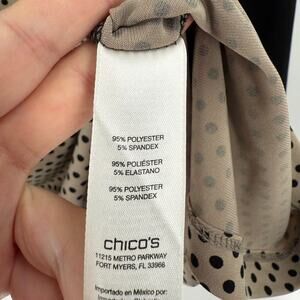 95% POLYESTER
5% SPANDEX
95% POLIÉSTER
5% ELASTANO
95% POLYESTER
5% SPANDEX
chico's
11215 METRO PARKWAY
FORT MYERS, FL 33966
Importado en México por: